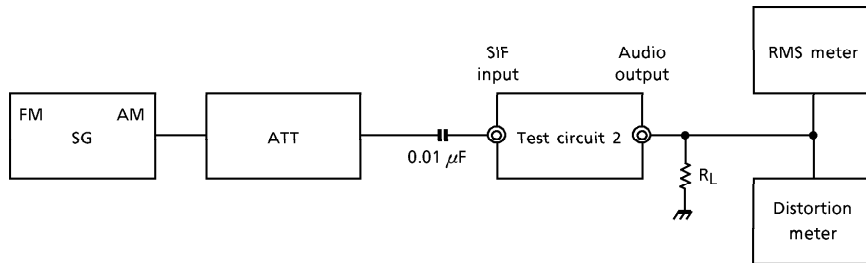 SIF
input
Audio
output
RMS meter
FM
AM
SG
ATT
0.01 μF
Test circuit 2
RL
Distortion
meter